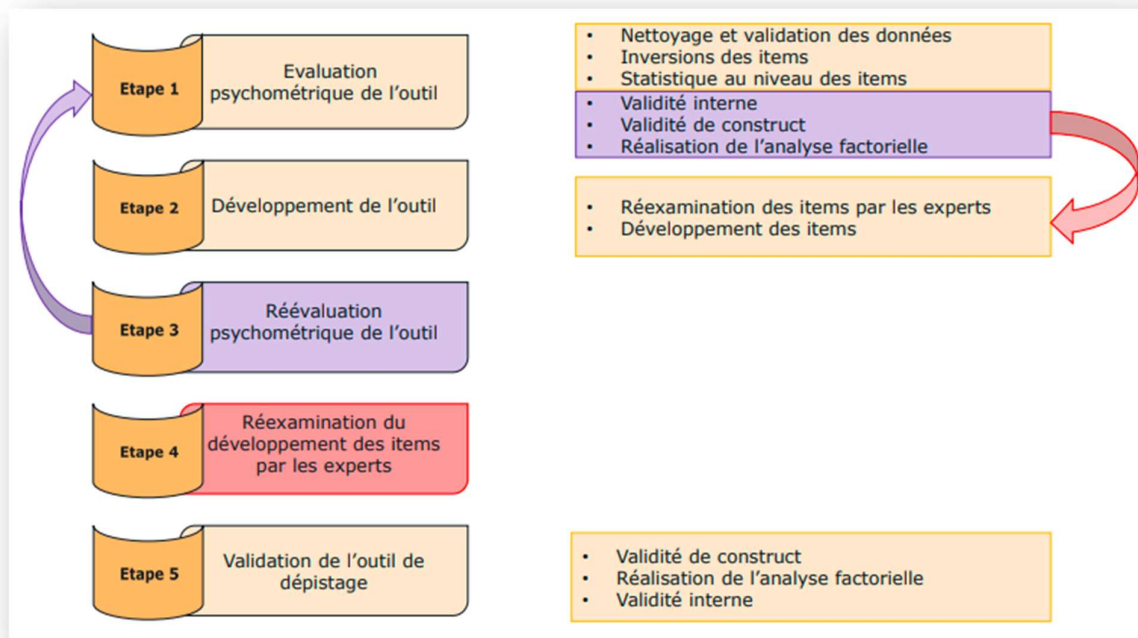 Etape 1
Evaluation
psychométrique de l'outil
• Nettoyage et validation des données
• Inversions des items
• Statistique au niveau des items
• Validité interne
• Validité de construct
• Réalisation de l'analyse factorielle
Etape 2
Développement de l'outil
• Réexamination des items par les experts
• Développement des items
Etape 3
Réévaluation
psychométrique de l'outil
Etape 4
Réexamination du
développement des items
par les experts
Etape 5
Validation de l'outil de
dépistage
• Validité de construct
• Réalisation de l'analyse factorielle
• Validité interne